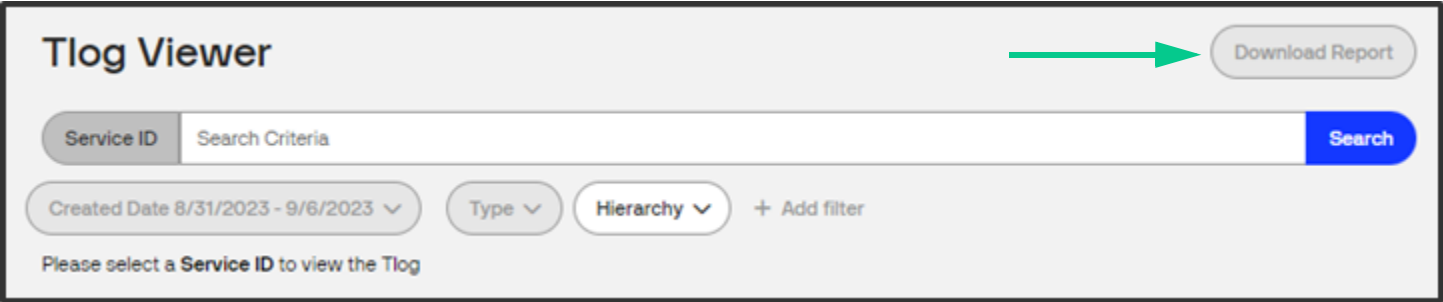 Tlog Viewer
Download Report
Service ID Search Criteria Search
Created Date 8/31/2023 - 9/6/2023 Type Hierarchy + Add filter
Please select a Service ID to view the Tlog